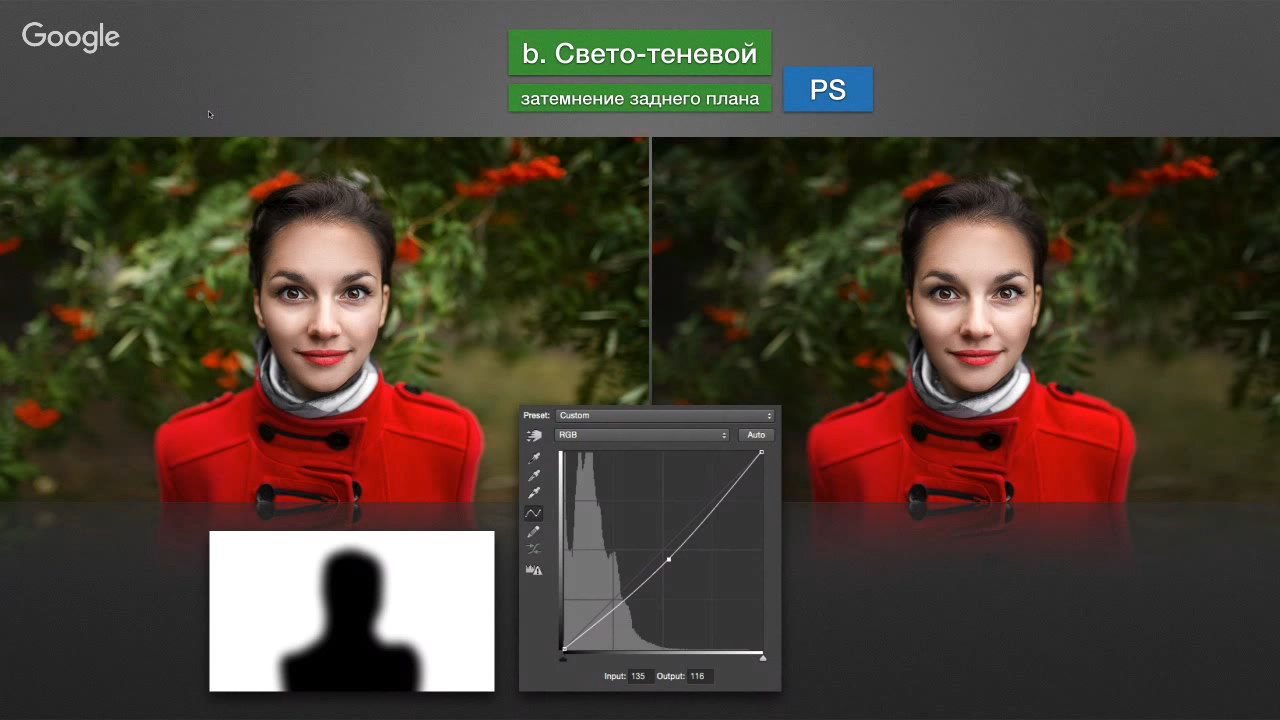 Google
b. Свето-теневой
затемнение заднего плана
PS
Preset: Custom
RGB
Auto
Input: 135 Output: 116